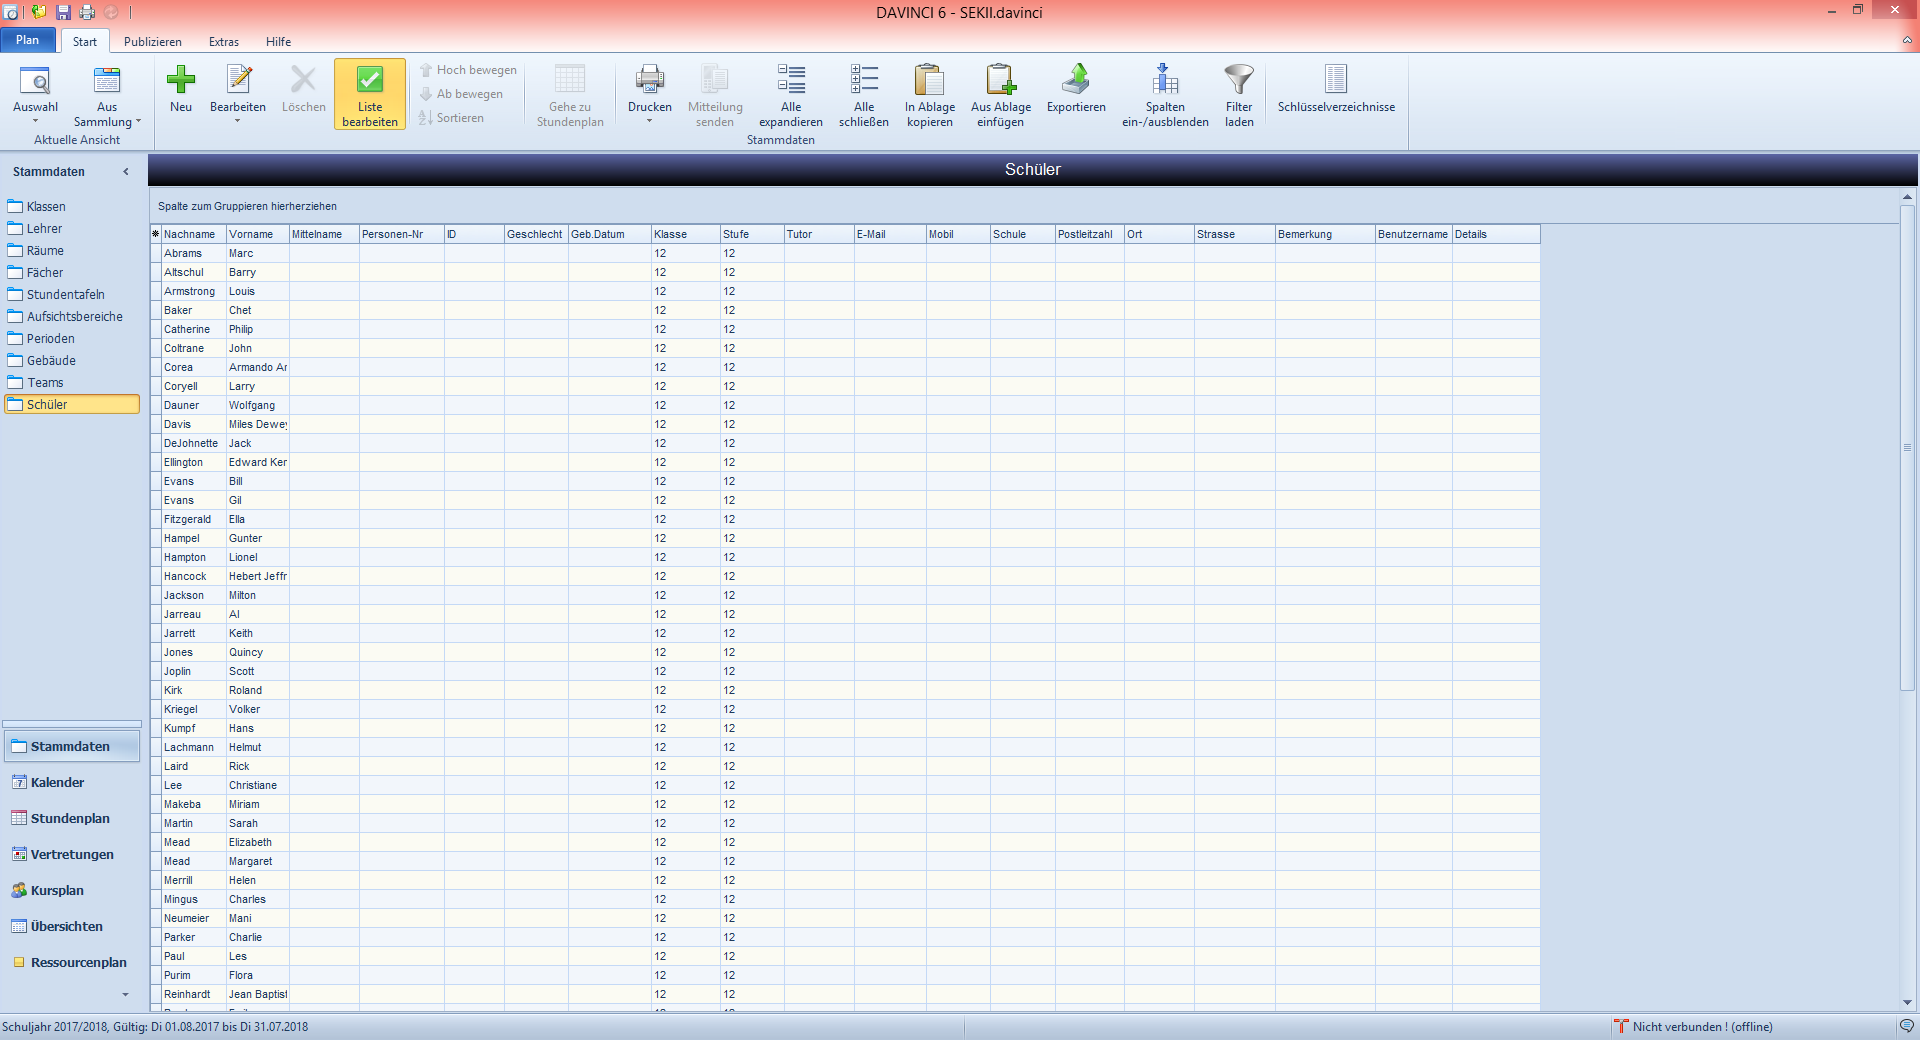 DAVINCI 6 - SEKII.davinci
Plan Start Publizieren Extras Hilfe
Auswahl
Aus Sammlung
Aktuelle Ansicht
Neu
Bearbeiten
Löschen
Liste bearbeiten
Hoch bewegen
Ab bewegen
Sortieren
Gehe zu Stundenplan
Drucken
Mitteilung senden
Alle expandieren
Alle schließen
In Ablage kopieren
Aus Ablage einfügen
Exportieren
Spalten ein-/ausblenden
Filter laden
Stammdaten
Schlüsselverzeichnisse
Stammdaten
Klassen
Lehrer
Räume
Fächer
Stundentafeln
Aufsichtsbereiche
Perioden
Gebäude
Teams
Schüler
Stammdaten
Kalender
Stundenplan
Vertretungen
Kursplan
Übersichten
Ressourcenplan
Schüler
Spalte zum Gruppieren hierherziehen
Nachname Vorname Mittelname Personen-Nr ID Geschlecht Geb.Datum Klasse Stufe Tutor E-Mail Mobil Schule Postleitzahl Ort Strasse Bemerkung Benutzername Details
Abrams Marc 12 12
Altschul Barry 12 12
Armstrong Louis 12 12
Baker Chet 12 12
Catherine Philip 12 12
Coltrane John 12 12
Corea Armando Ar 12 12
Coryell Larry 12 12
Dauner Wolfgang 12 12
Davis Miles Dewey 12 12
DeJohnette Jack 12 12
Ellington Edward Ker 12 12
Evans Bill 12 12
Evans Gil 12 12
Fitzgerald Ella 12 12
Hampel Gunter 12 12
Hampton Lionel 12 12
Hancock Hebert Jeffr 12 12
Jackson Milton 12 12
Jarreau Al 12 12
Jarrett Keith 12 12
Jones Quincy 12 12
Joplin Scott 12 12
Kirk Roland 12 12
Kriegel Volker 12 12
Kumpf Hans 12 12
Lachmann Helmut 12 12
Laird Rick 12 12
Lee Christiane 12 12
Makeba Miriam 12 12
Martin Sarah 12 12
Mead Elizabeth 12 12
Mead Margaret 12 12
Merrill Helen 12 12
Mingus Charles 12 12
Neumeier Mani 12 12
Parker Charlie 12 12
Paul Les 12 12
Purim Flora 12 12
Reinhardt Jean Baptist 12 12
Schuljahr 2017/2018, Gültig: Di 01.08.2017 bis Di 31.07.2018
Nicht verbunden ! (offline)